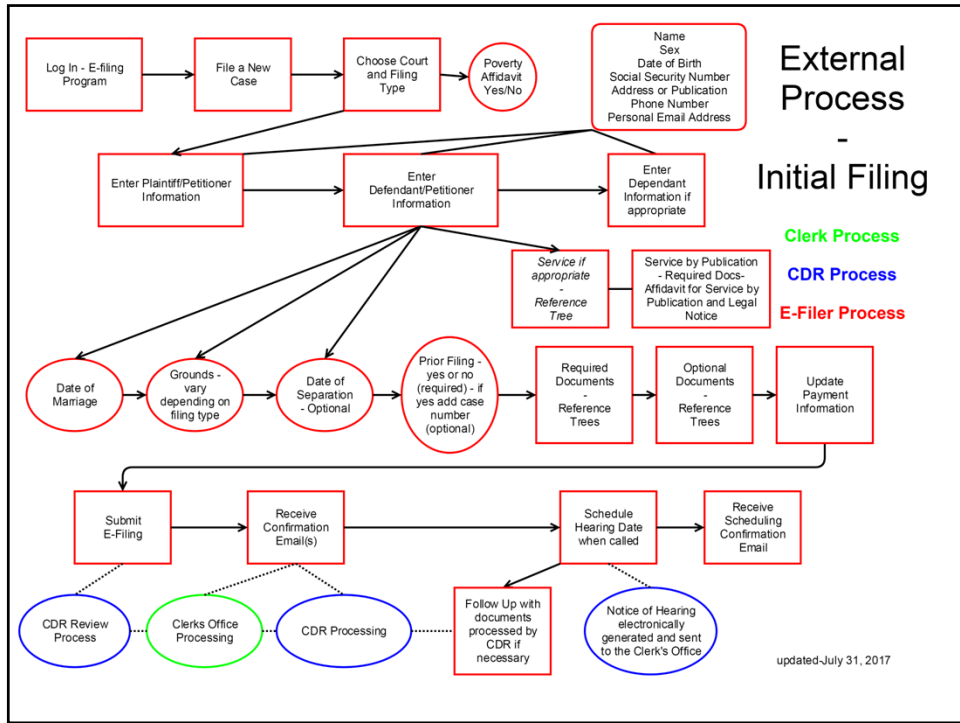 External
Process
-
Initial Filing
Clerk Process
CDR Process
E-Filer Process
Log In - E-filing
Program
File a New
Case
Choose Court
and Filing
Type
Poverty
Affidavit
Yes/No
Name
Sex
Date of Birth
Social Security Number
Address or Publication
Phone Number
Personal Email Address
Enter Plaintiff/Petitioner
Information
Enter
Defendant/Petitioner
Information
Enter
Dependant
Information if
appropriate
Service if
appropriate
-
Reference
Tree
Service by Publication
- Required Docs-
Affidavit for Service by
Publication and Legal
Notice
Date of
Marriage
Grounds -
vary
depending on
filing type
Date of
Separation
- Optional
Prior Filing -
yes or no
(required) - if
yes add case
number
(optional)
Required
Documents
-
Reference
Trees
Optional
Documents
-
Reference
Trees
Update
Payment
Information
Submit
E-Filing
Receive
Confirmation
Email(s)
Schedule
Hearing Date
when called
Receive
Scheduling
Confirmation
Email
CDR Review
Process
Clerks Office
Processing
CDR Processing
Follow Up with
documents
processed by
CDR if
necessary
Notice of Hearing
electronically
generated and sent
to the Clerk's Office
updated-July 31, 2017